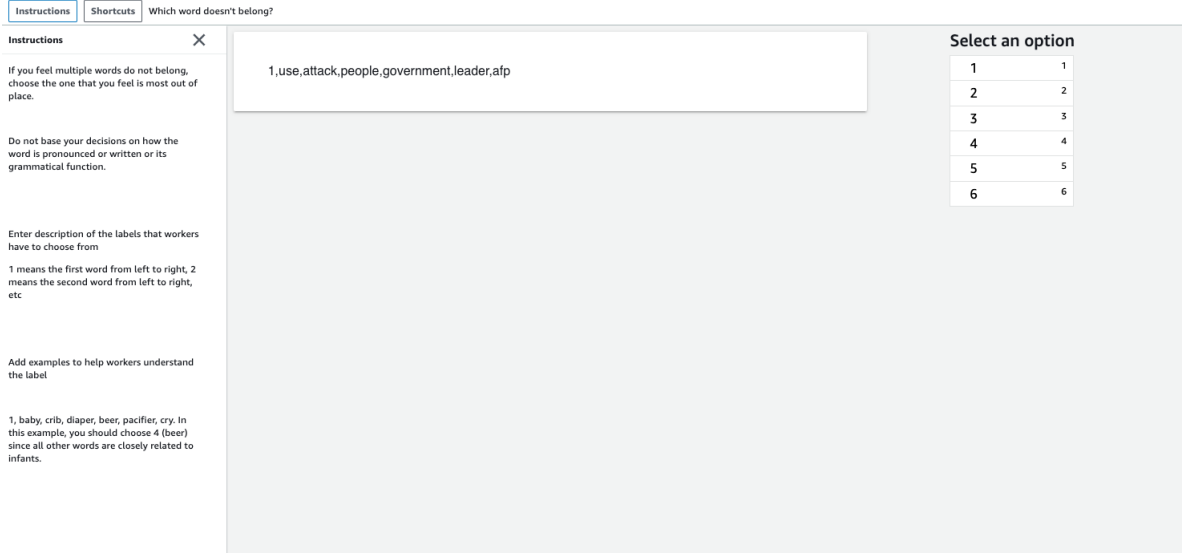 Instructions Shortcuts Which word doesn't belong?
Instructions
If you feel multiple words do not belong,
choose the one that you feel is most out of
place.
Do not base your decisions on how the
word is pronounced or written or its
grammatical function.
Enter description of the labels that workers
have to choose from
1 means the first word from left to right, 2
means the second word from left to right,
etc
Add examples to help workers understand
the label
1, baby, crib, diaper, beer, pacifier, cry. In
this example, you should choose 4 (beer)
since all other words are closely related to
infants.
1,use,attack,people,government,leader,afp
Select an option
1 1
2 2
3 3
4 4
5 5
6 6